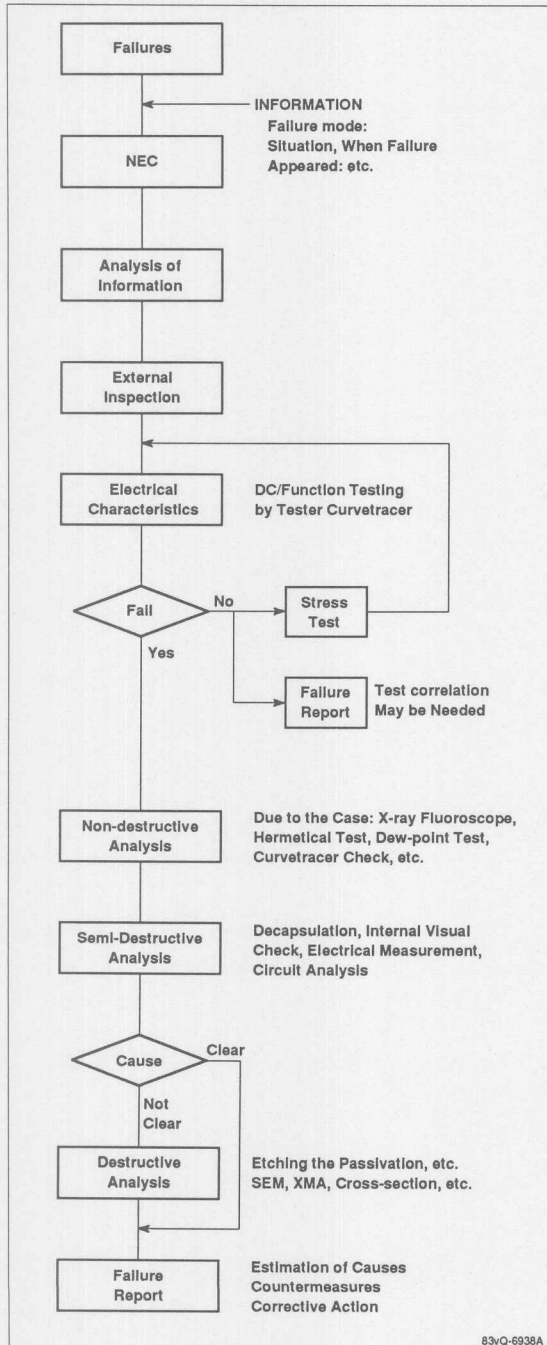 Failures
INFORMATION
Failure mode:
Situation, When Failure
Appeared: etc.
NEC
Analysis of
Information
External
Inspection
Electrical
Characteristics
DC/Function Testing
by Tester Curvetracer
Fail
No
Yes
Stress
Test
Failure
Report
Test correlation
May be Needed
Non-destructive
Analysis
Due to the Case: X-ray Fluoroscope,
Hermetical Test, Dew-point Test,
Curvetracer Check, etc.
Semi-Destructive
Analysis
Decapsulation, Internal Visual
Check, Electrical Measurement,
Circuit Analysis
Cause
Clear
Not
Clear
Destructive
Analysis
Etching the Passivation, etc.
SEM, XMA, Cross-section, etc.
Failure
Report
Estimation of Causes
Countermeasures
Corrective Action
83vQ-6938A